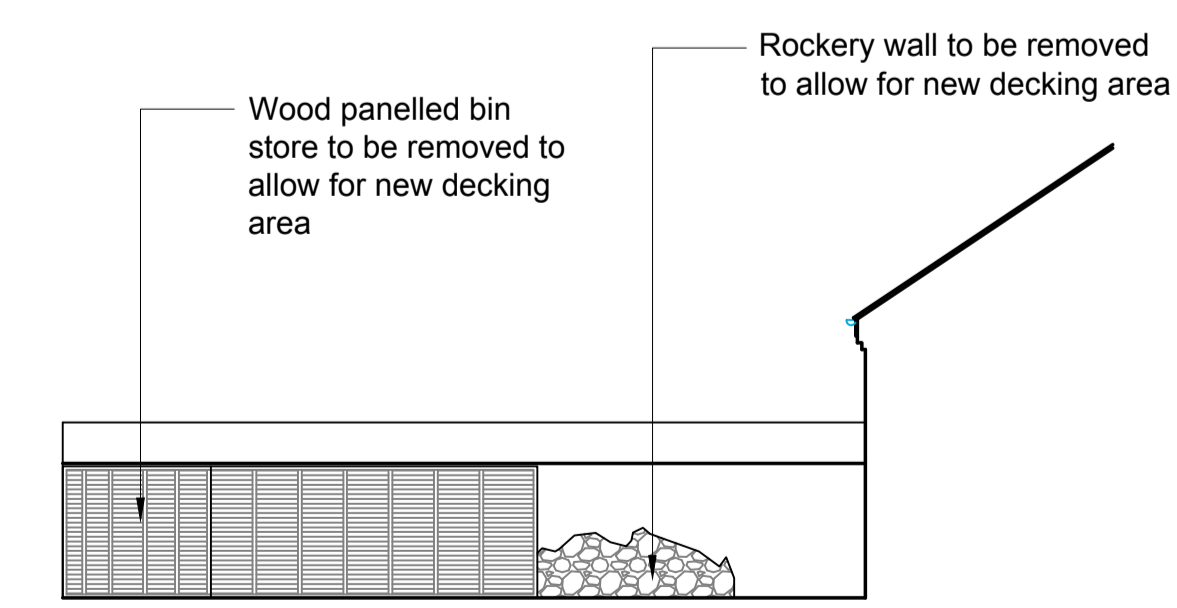 Rockery wall to be removed
to allow for new decking area
Wood panelled bin
store to be removed to
allow for new decking
area